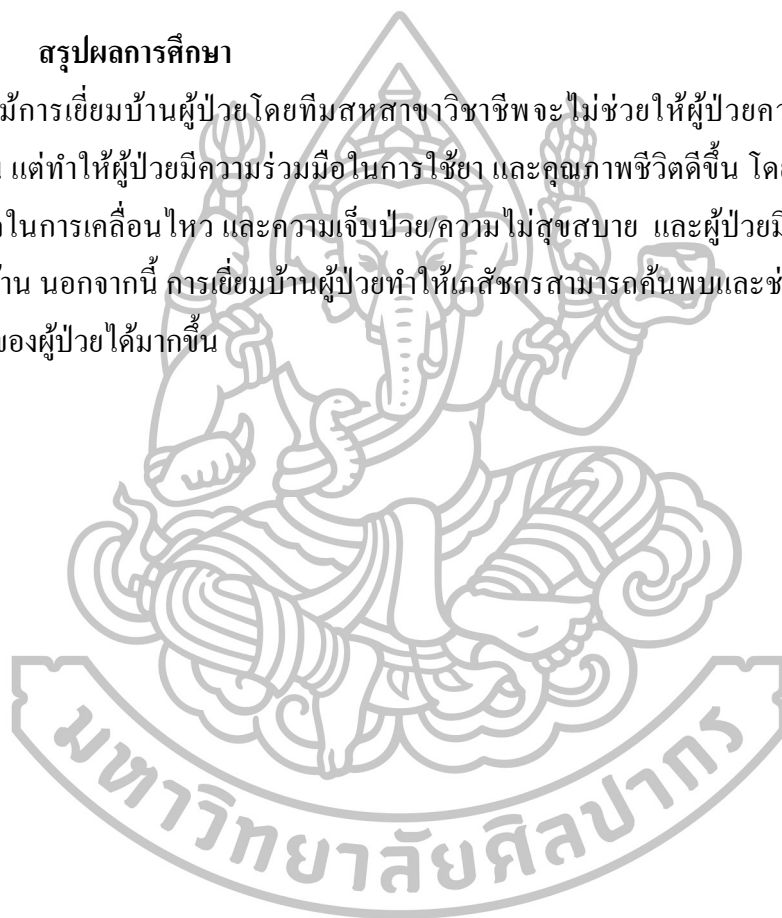 สรุปผลการศึกษา
การเยี่ยมบ้านผู้ป่วยโดยทีมสหสาขาวิชาชีพจะไม่ช่วยให้ผู้ป่วย
แต่ทำให้ผู้ป่วยมีความร่วมมือในการใช้ยา และคุณภาพชีวิตดีขึ้น
ในการเคลื่อนไหว และความเจ็บป่วย/ความไม่สุขสบาย และผู้ป่วย
นอกจากนี้ การเยี่ยมบ้านผู้ป่วยทำให้เภสัชกรสามารถค้นพบและ
ของผู้ป่วยได้มากขึ้น
มหาวิทยาลัยศิลปากร